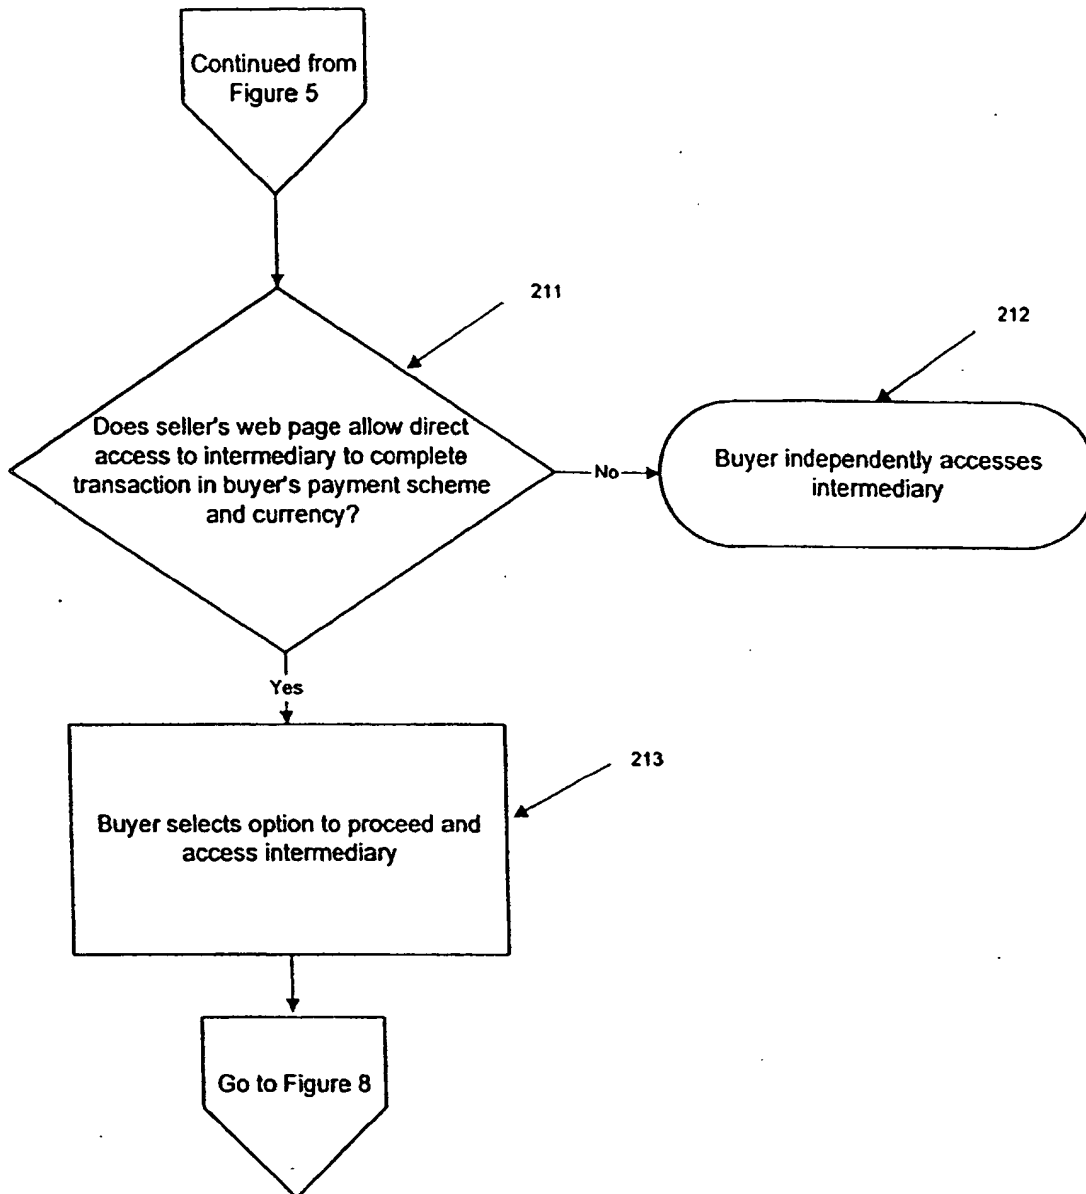 Continued from
Figure 5
211
212
Does seller's web page allow direct
access to intermediary to complete
transaction in buyer's payment scheme
and currency?
No
Buyer independently accesses
intermediary
Yes
213
Buyer selects option to proceed and
access intermediary
Go to Figure 8